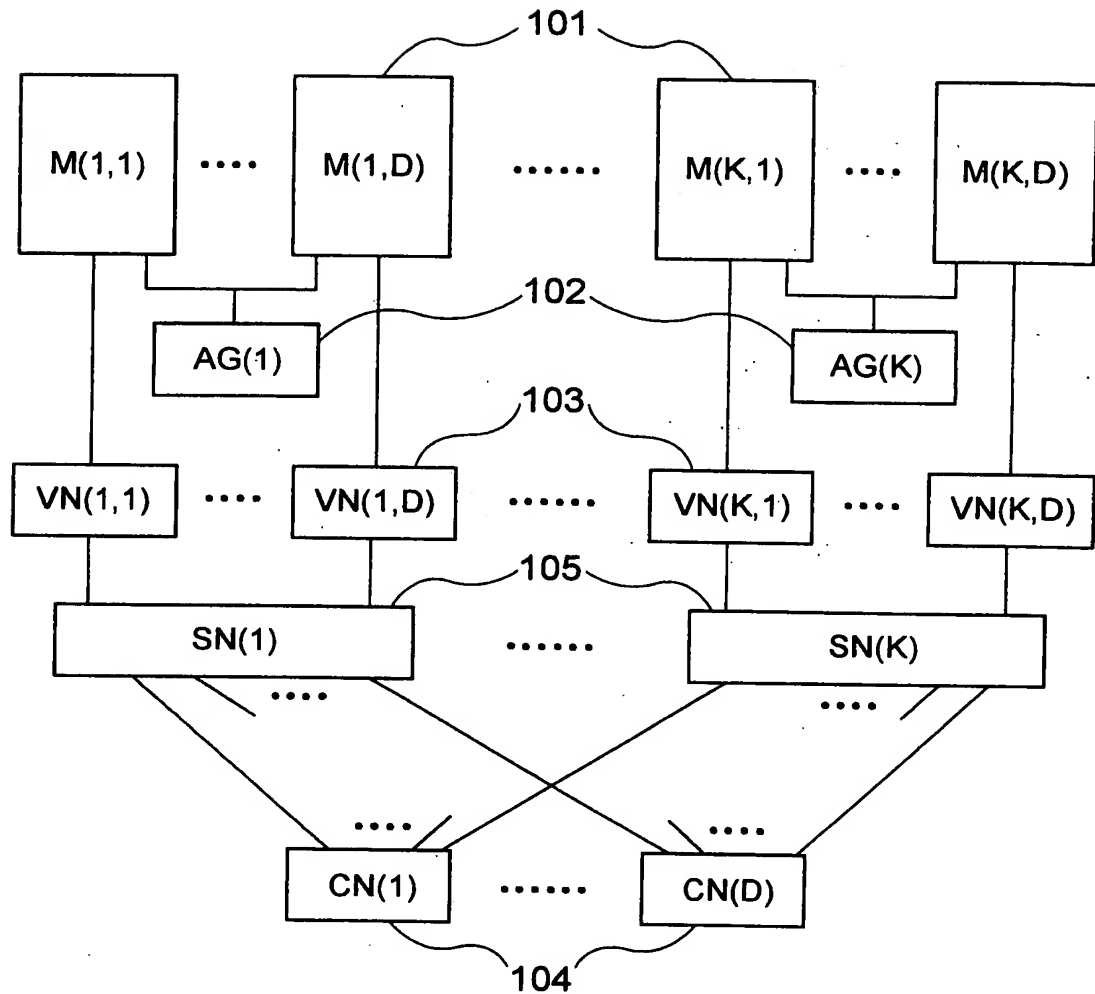 101
M(1,1) .... M(1,D) ...... M(K,1) .... M(K,D)
102
AG(1) AG(K)
103
VN(1,1) .... VN(1,D) ...... VN(K,1) .... VN(K,D)
105
SN(1) ...... SN(K)
.... ....
.... ....
CN(1) ...... CN(D)
104